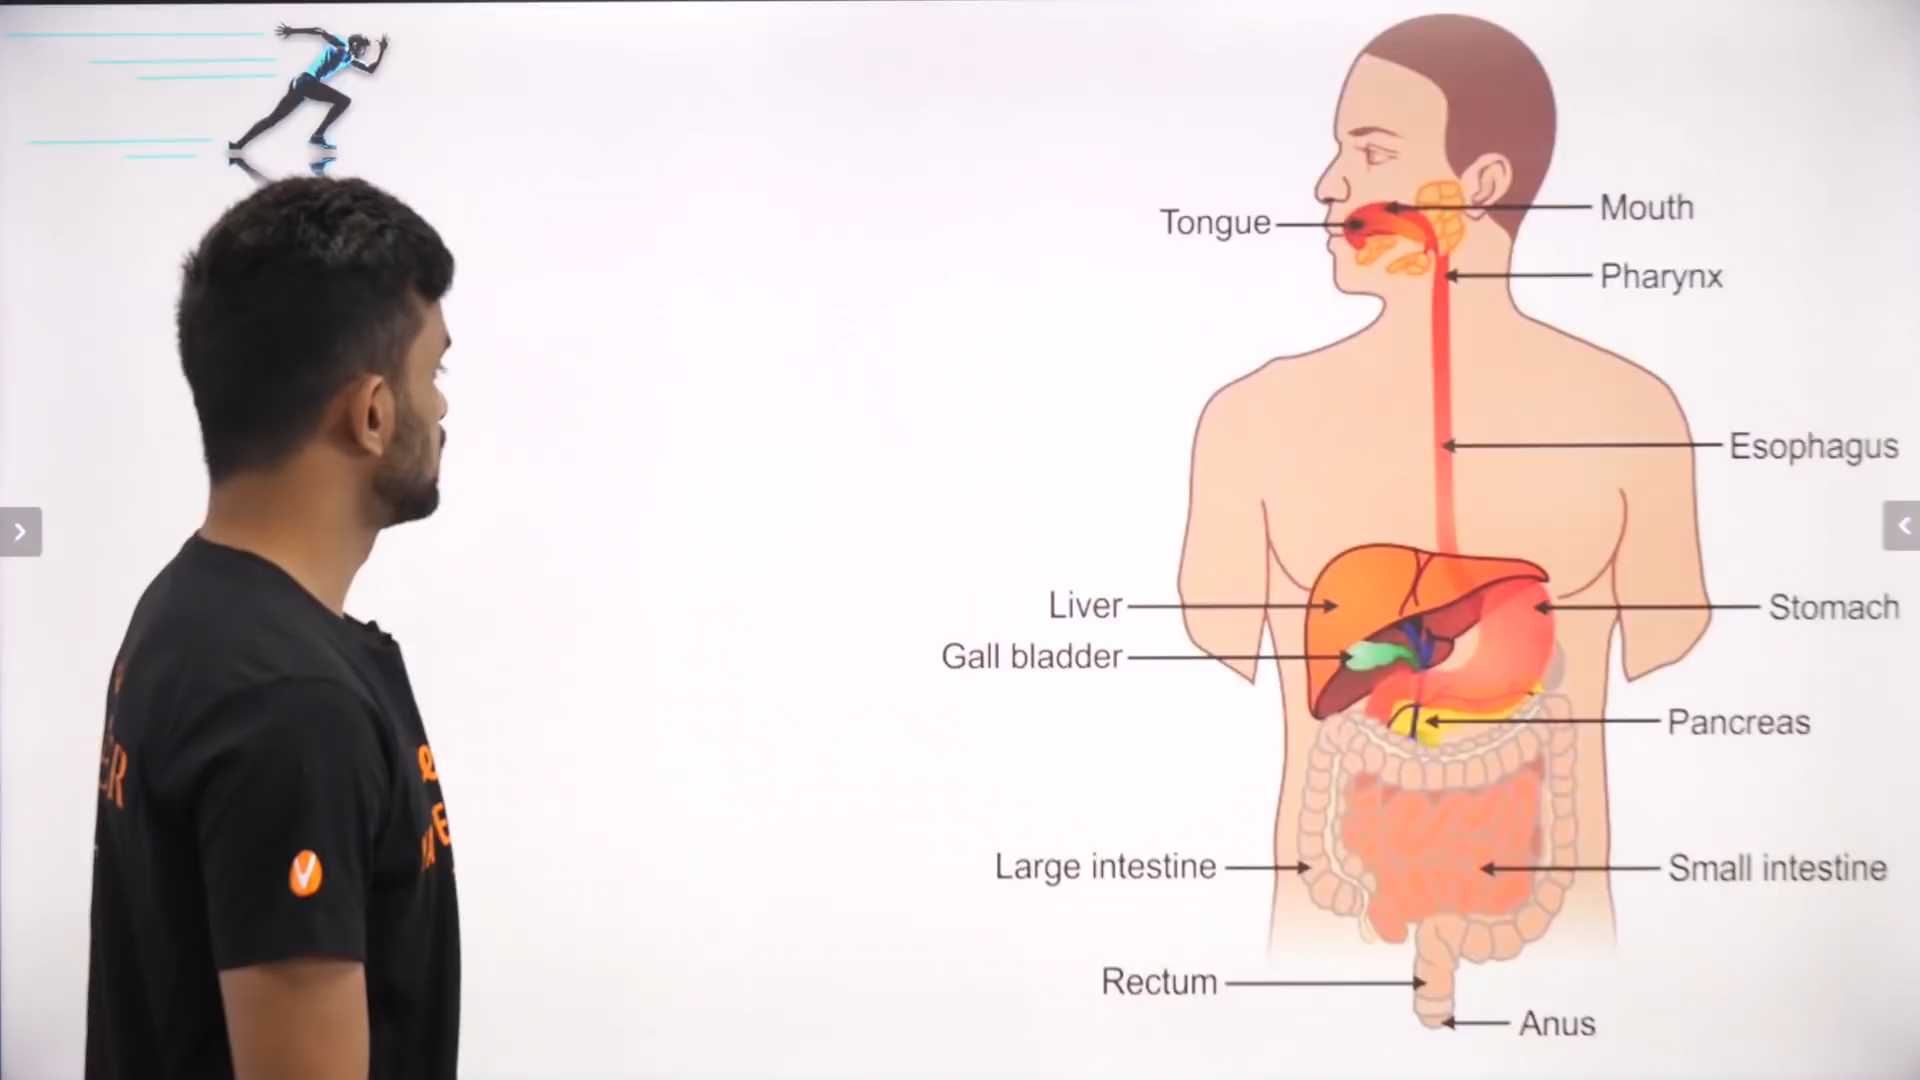 Mouth
Tongue
Pharynx
Esophagus
Liver
Stomach
Gall bladder
Pancreas
Large intestine
Small intestine
Rectum
Anus